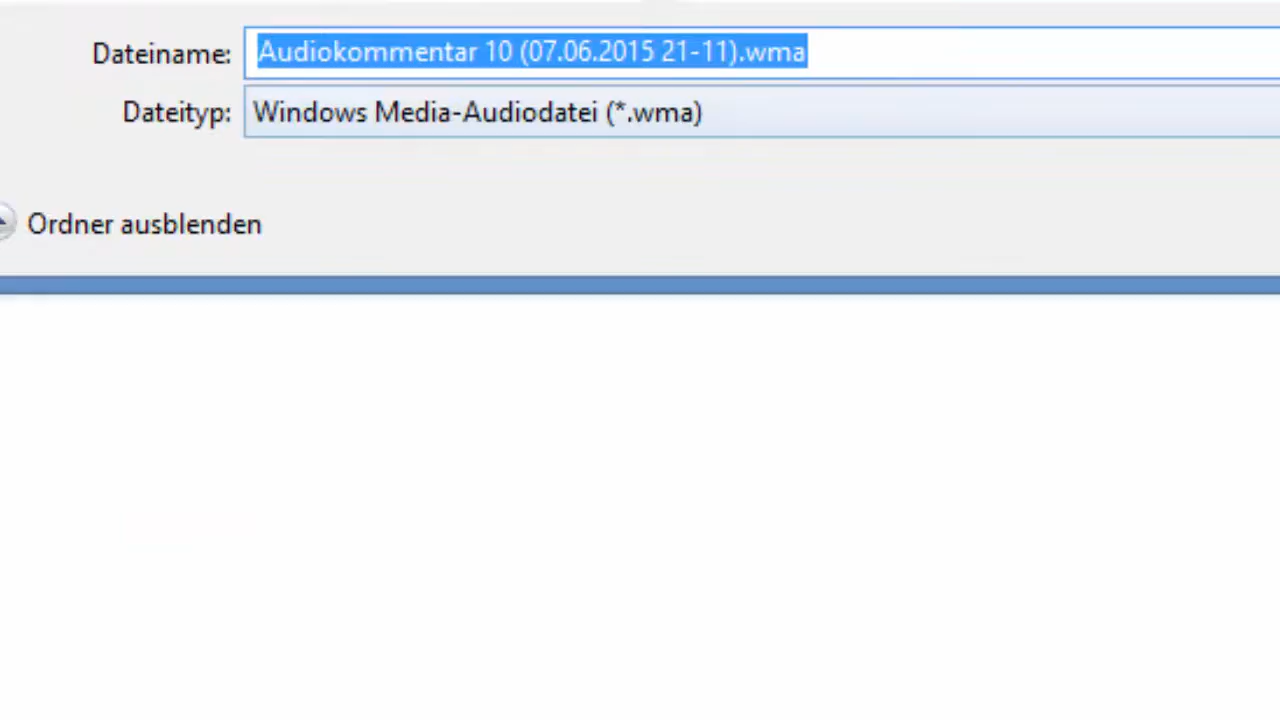 Dateiname: Audiokommentar 10 (07.06.2015 21-11).wma
Dateityp: Windows Media-Audiodatei (*.wma)
Ordner ausblenden